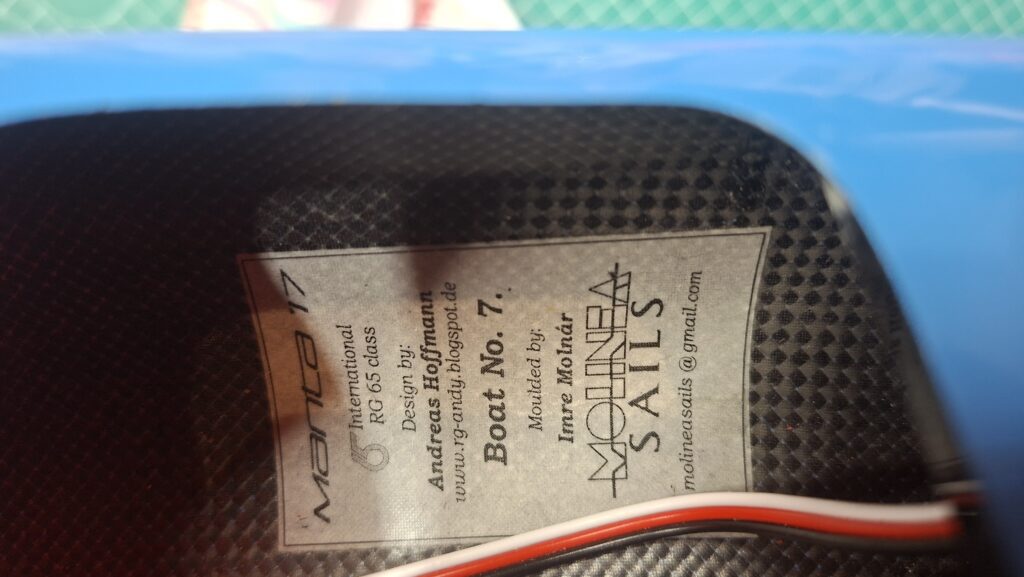 Manta 17
International
RG 65 class
Design by:
Andreas Hoffmann
www.rg-andy.blogspot.de
Boat No. 7.
Moulded by:
Imre Molnár
MOLINEA
SAILS
molineasails@gmail.com